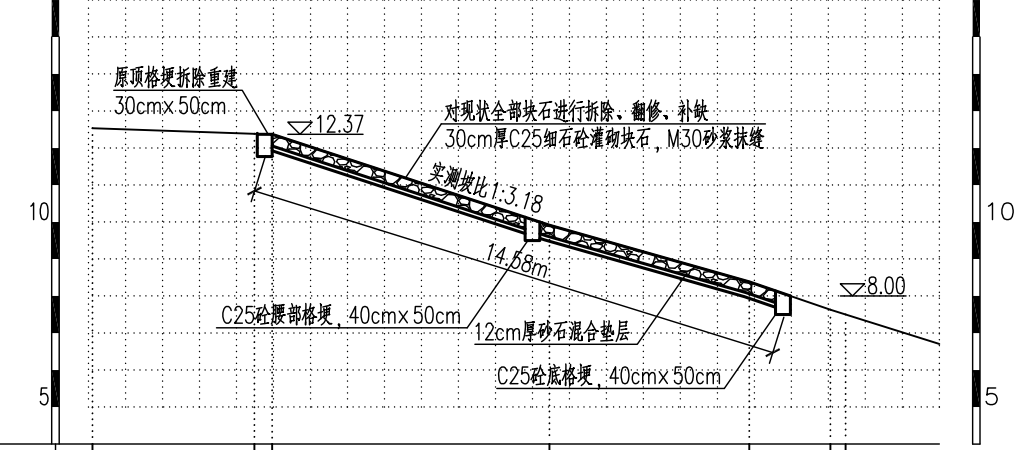 原顶格埂拆除重建
30cm×50cm
12.37
对现状全部块石进行拆除、翻修、补缺
30cm厚C25细石砼灌砌块石，M30砂浆抹缝
实测坡比1:3.18
10
10
14.58m
8.00
C25砼腰部格埂，40cm×50cm
12cm厚砂石混合垫层
C25砼底格埂，40cm×50cm
5
5